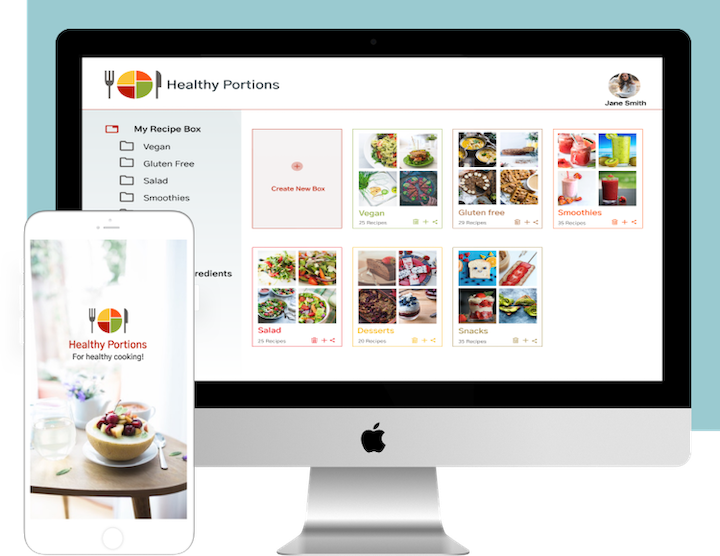 Healthy Portions
Jane Smith
My Recipe Box
Vegan
Gluten Free
Salad
Smoothies
redients
Create New Box
Vegan
25 Recipes
Gluten free
29 Recipes
Smoothies
35 Recipes
Salad
25 Recipes
Desserts
20 Recipes
Snacks
35 Recipes
Healthy Portions
For healthy cooking!